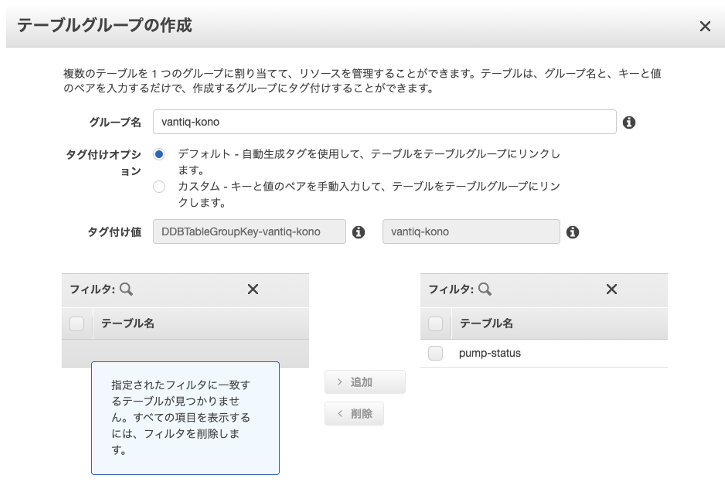 テーブルグループの作成
複数のテーブルを 1 つのグループに割り当てて、リソースを管理することができます。テーブルは、グループ名と、キーと値
のペアを入力するだけで、作成するグループにタグ付けすることができます。
グループ名 vantiq-kono
タグ付けオプシ
ョン
デフォルト - 自動生成タグを使用して、テーブルをテーブルグループにリンクし
ます。
カスタム - キーと値のペアを手動入力して、テーブルをテーブルグループにリン
クします。
タグ付け値 DDBTableGroupKey-vantiq-kono vantiq-kono
フィルタ:
テーブル名
指定されたフィルタに一致す
るテーブルが見つかりませ
ん。すべての項目を表示する
には、フィルタを削除しま
す。
> 追加
< 削除
フィルタ:
テーブル名
pump-status